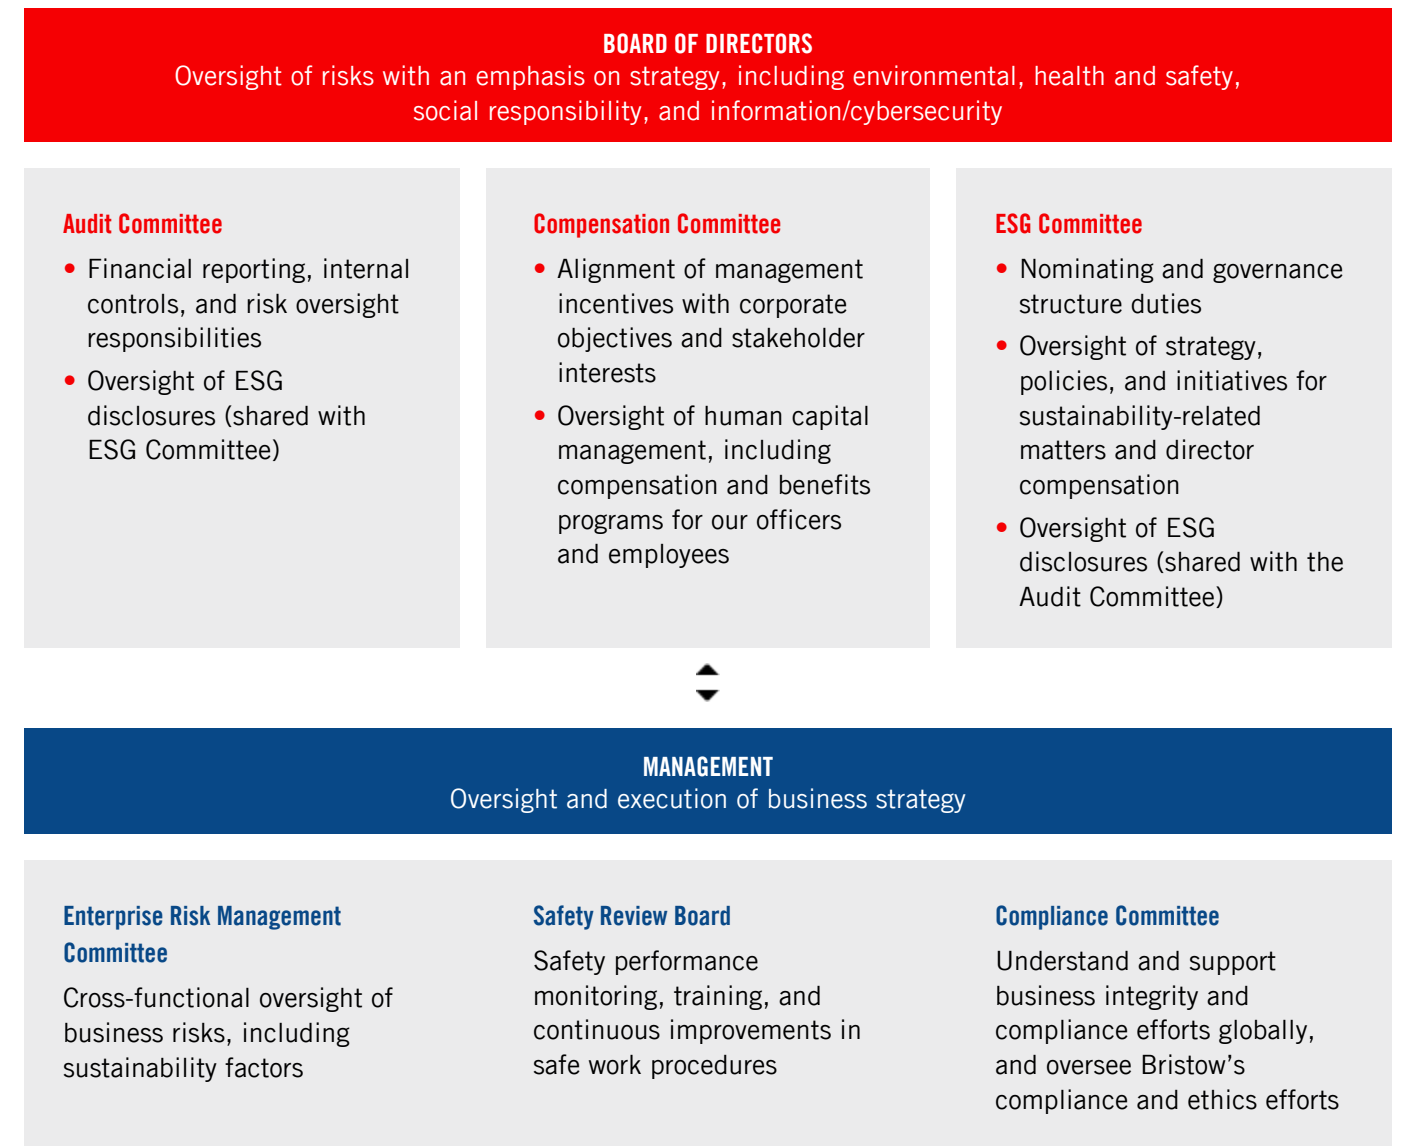 BOARD OF DIRECTORS
Oversight of risks with an emphasis on strategy, including environmental, health and safety,
social responsibility, and information/cybersecurity
Audit Committee
• Financial reporting, internal
controls, and risk oversight
responsibilities
• Oversight of ESG
disclosures (shared with
ESG Committee)
Compensation Committee
• Alignment of management
incentives with corporate
objectives and stakeholder
interests
• Oversight of human capital
management, including
compensation and benefits
programs for our officers
and employees
ESG Committee
• Nominating and governance
structure duties
• Oversight of strategy,
policies, and initiatives for
sustainability-related
matters and director
compensation
• Oversight of ESG
disclosures (shared with the
Audit Committee)
MANAGEMENT
Oversight and execution of business strategy
Enterprise Risk Management
Committee
Cross-functional oversight of
business risks, including
sustainability factors
Safety Review Board
Safety performance
monitoring, training, and
continuous improvements in
safe work procedures
Compliance Committee
Understand and support
business integrity and
compliance efforts globally,
and oversee Bristow's
compliance and ethics efforts